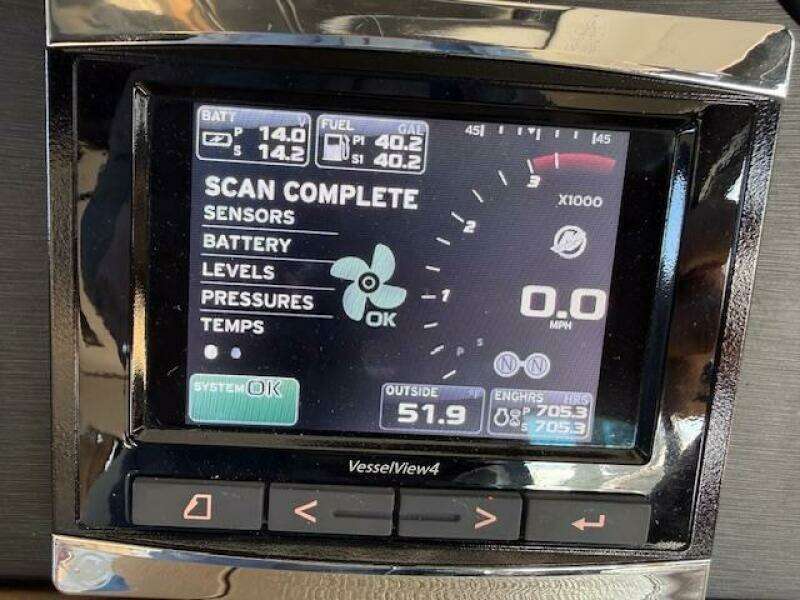 BATT V
P 14.0
S 14.2
FUEL GAL
P1 40.2
S1 40.2
45 45
3
X1000
2
1
P S
SCAN COMPLETE
SENSORS
BATTERY
LEVELS
PRESSURES
TEMPS
OK
0.0
MPH
N N
SYSTEM OK
OUTSIDE °F
51.9
ENGHRS HRS
P 705.3
S 705.3
VesselView4